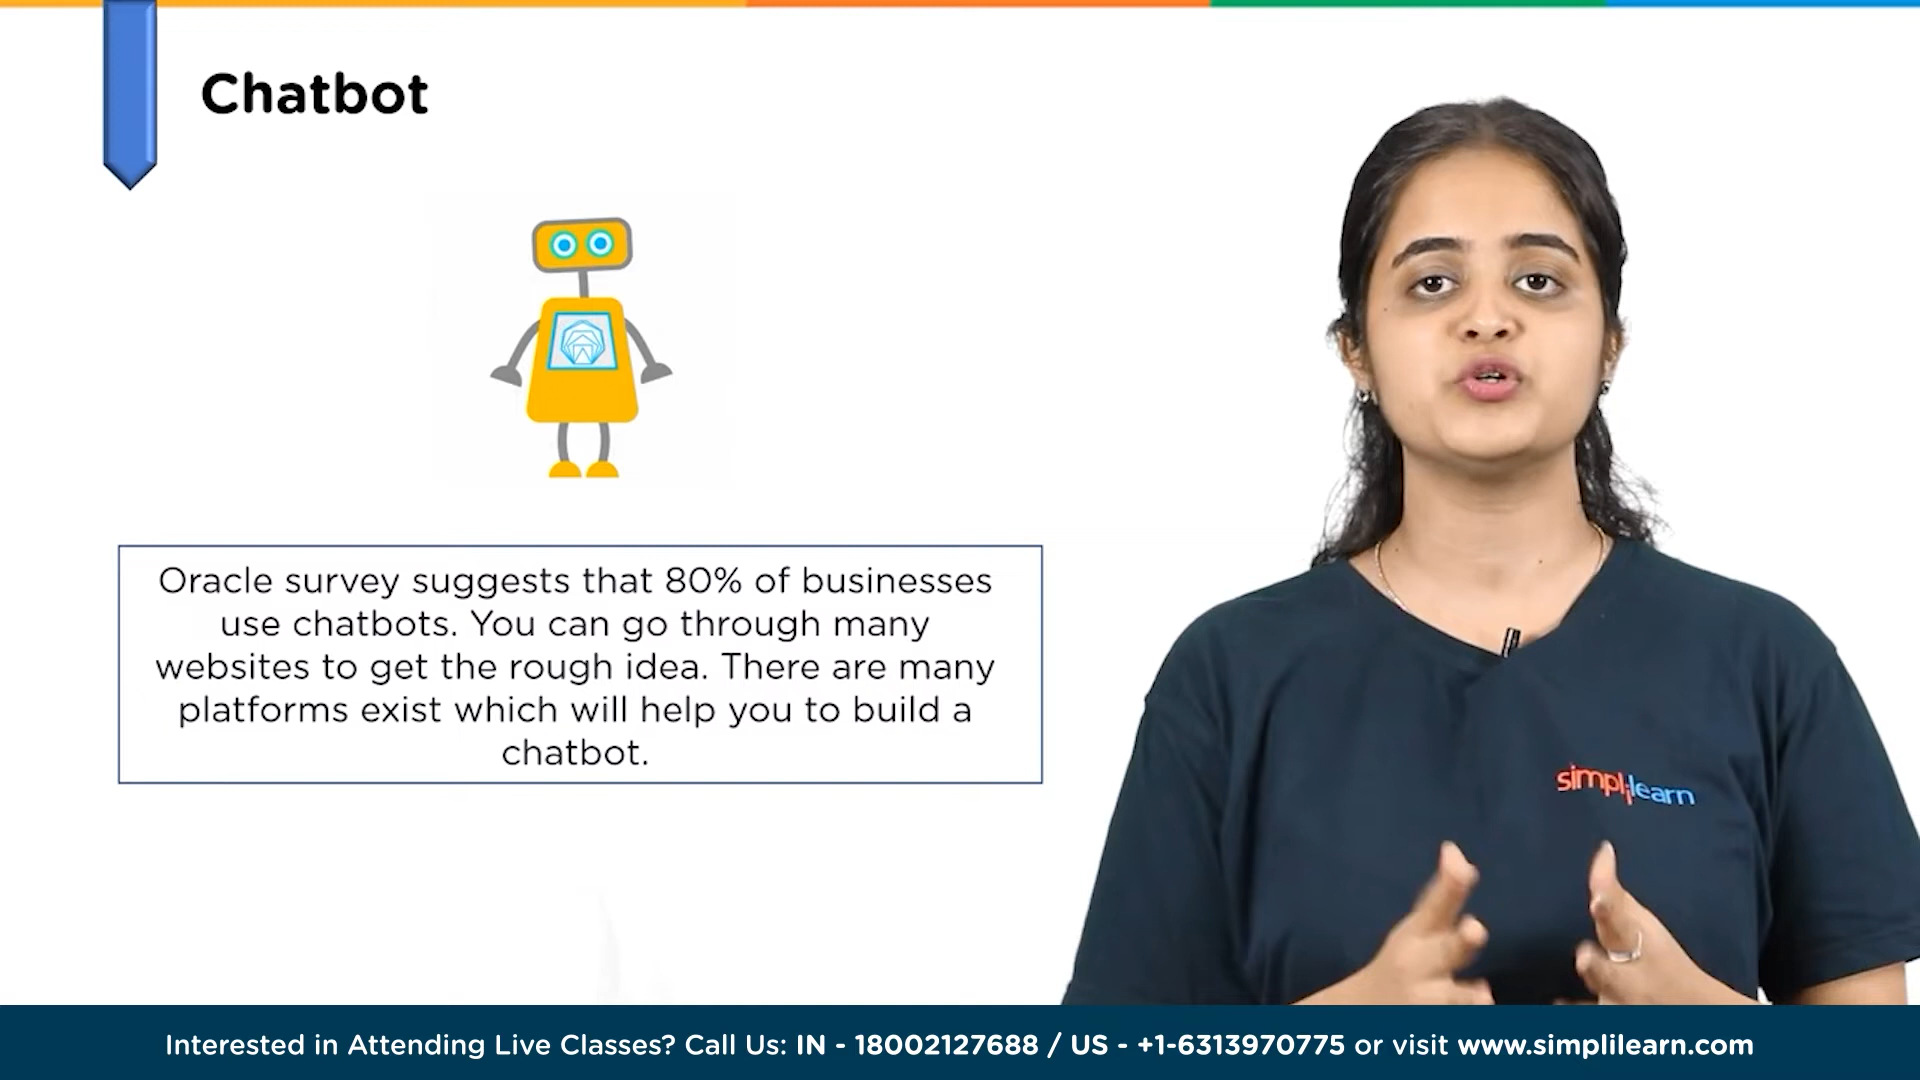 Chatbot
Oracle survey suggests that 80% of businesses
use chatbots. You can go through many
websites to get the rough idea. There are many
platforms exist which will help you to build a
chatbot.
simplilearn
Interested in Attending Live Classes? Call Us: IN - 18002127688 / US - +1-6313970775 or visit www.simplilearn.com